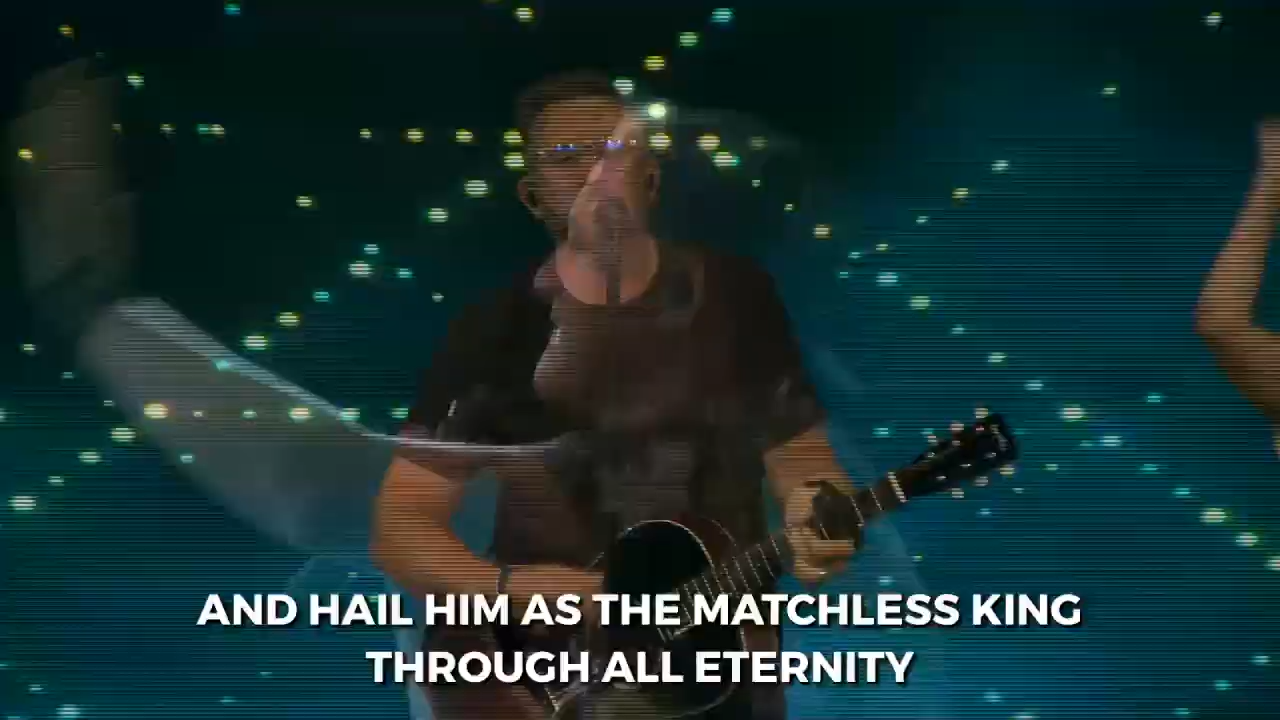 AND HAIL HIM AS THE MATCHLESS KING
THROUGH ALL ETERNITY